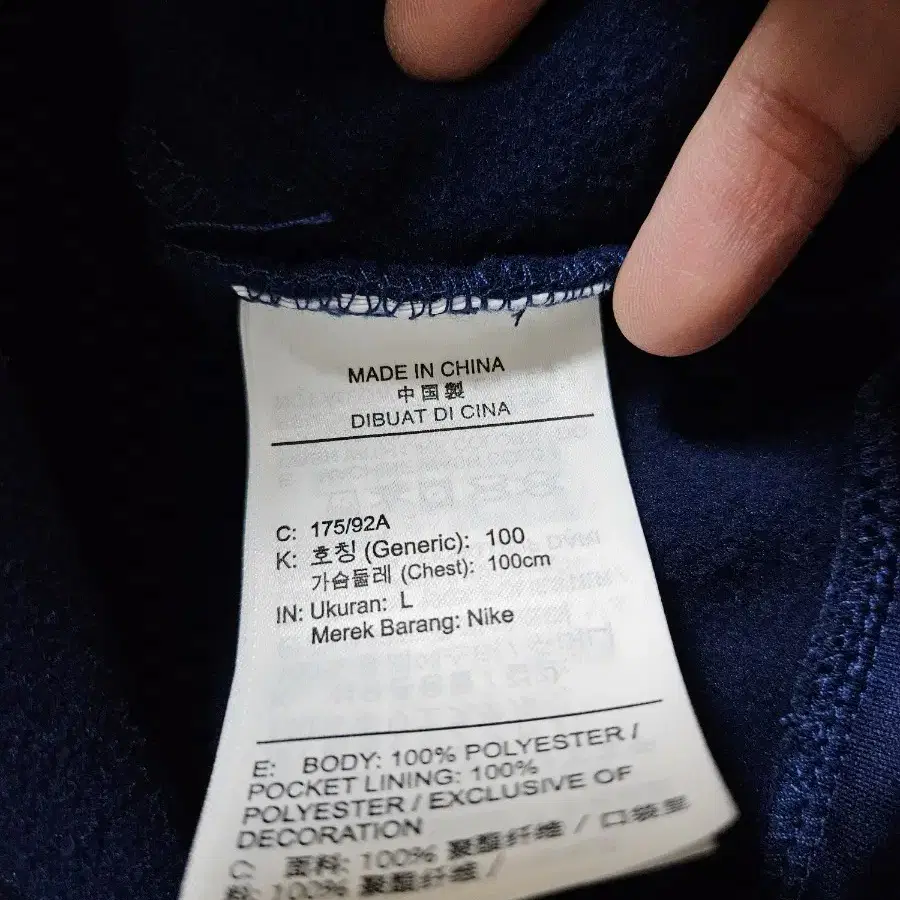 MADE IN CHINA
中国製
DIBUAT DI CINA
C: 175/92A
K: 호칭 (Generic): 100
가슴둘레 (Chest): 100cm
IN: Ukuran: L
Merek Barang: Nike
E: BODY: 100% POLYESTER /
POCKET LINING: 100%
POLYESTER / EXCLUSIVE OF
DECORATION
C: 面料: 100% 聚酯纤维 / 口袋里
料: 100% 聚酯纤维 /